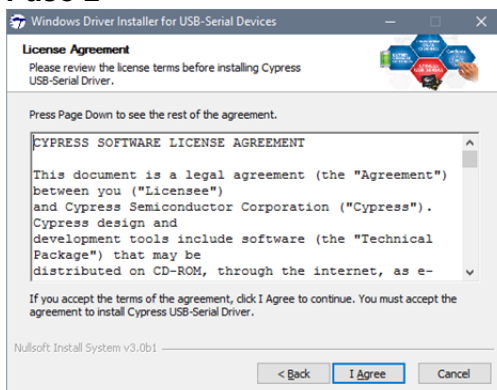 Windows Driver Installer for USB-Serial Devices
License Agreement
Please review the license terms before installing Cypress
USB-Serial Driver.
Press Page Down to see the rest of the agreement.
CYPRESS SOFTWARE LICENSE AGREEMENT
This document is a legal agreement (the "Agreement")
between you ("Licensee")
and Cypress Semiconductor Corporation ("Cypress").
Cypress design and
development tools include software (the "Technical
Package") that may be
distributed on CD-ROM, through the internet, as e-
If you accept the terms of the agreement, click I Agree to continue. You must accept the
agreement to install Cypress USB-Serial Driver.
Nullsoft Install System v3.0b1
< Back I Agree Cancel